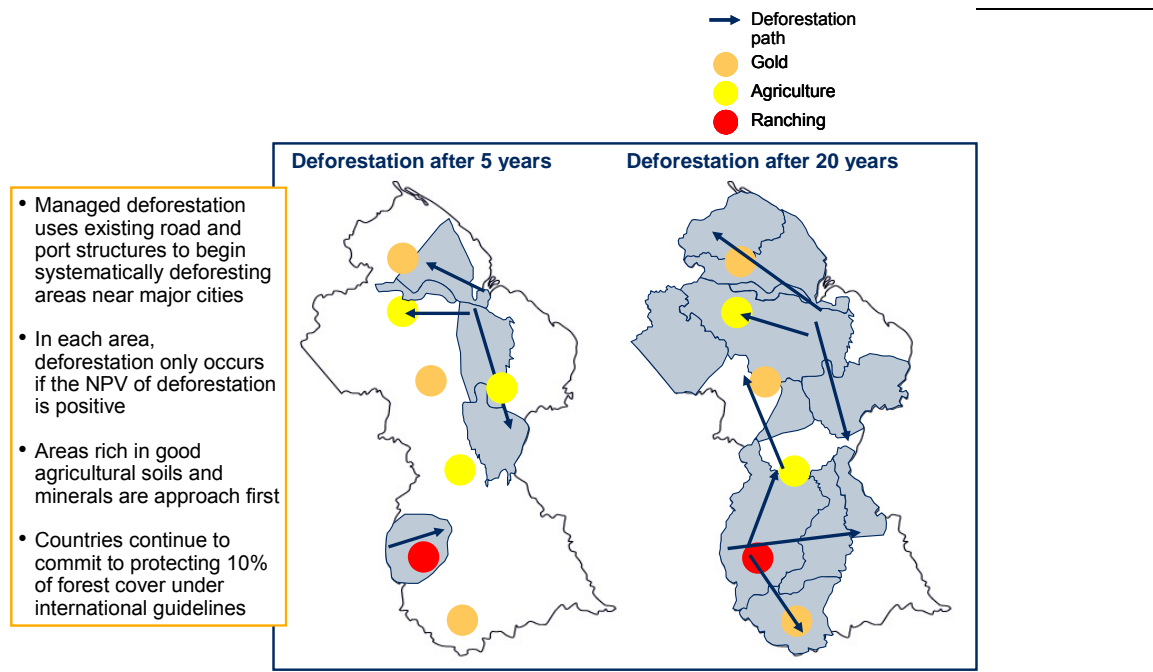 Deforestation
path
Gold
Agriculture
Ranching
Deforestation after 5 years
Deforestation after 20 years
• Managed deforestation
uses existing road and
port structures to begin
systematically deforesting
areas near major cities
• In each area,
deforestation only occurs
if the NPV of deforestation
is positive
• Areas rich in good
agricultural soils and
minerals are approach first
• Countries continue to
commit to protecting 10%
of forest cover under
international guidelines